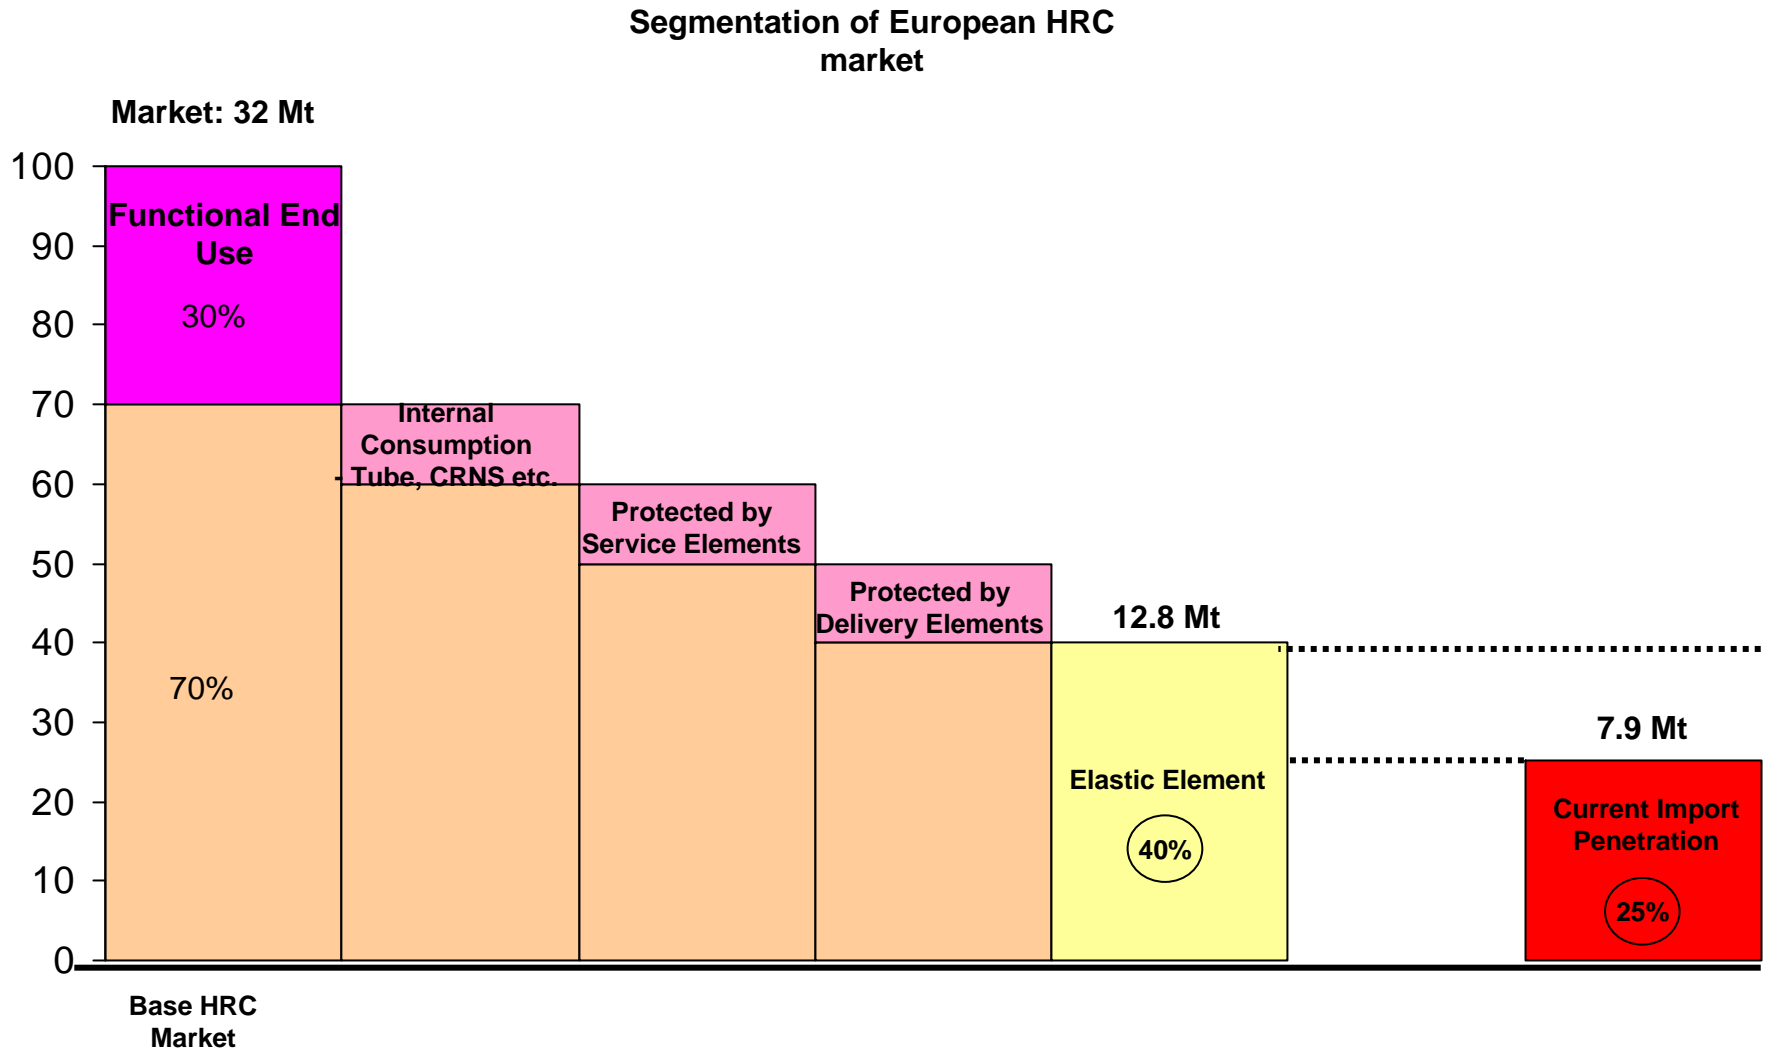 Segmentation of European HRC
market
Market: 32 Mt
100
90
80
70
60
50
40
30
20
10
0
Functional End
Use
30%
70%
Internal
Consumption
- Tube, CRNS etc.
Protected by
Service Elements
Protected by
Delivery Elements
12.8 Mt
Elastic Element
40%
7.9 Mt
Current Import
Penetration
25%
Base HRC
Market